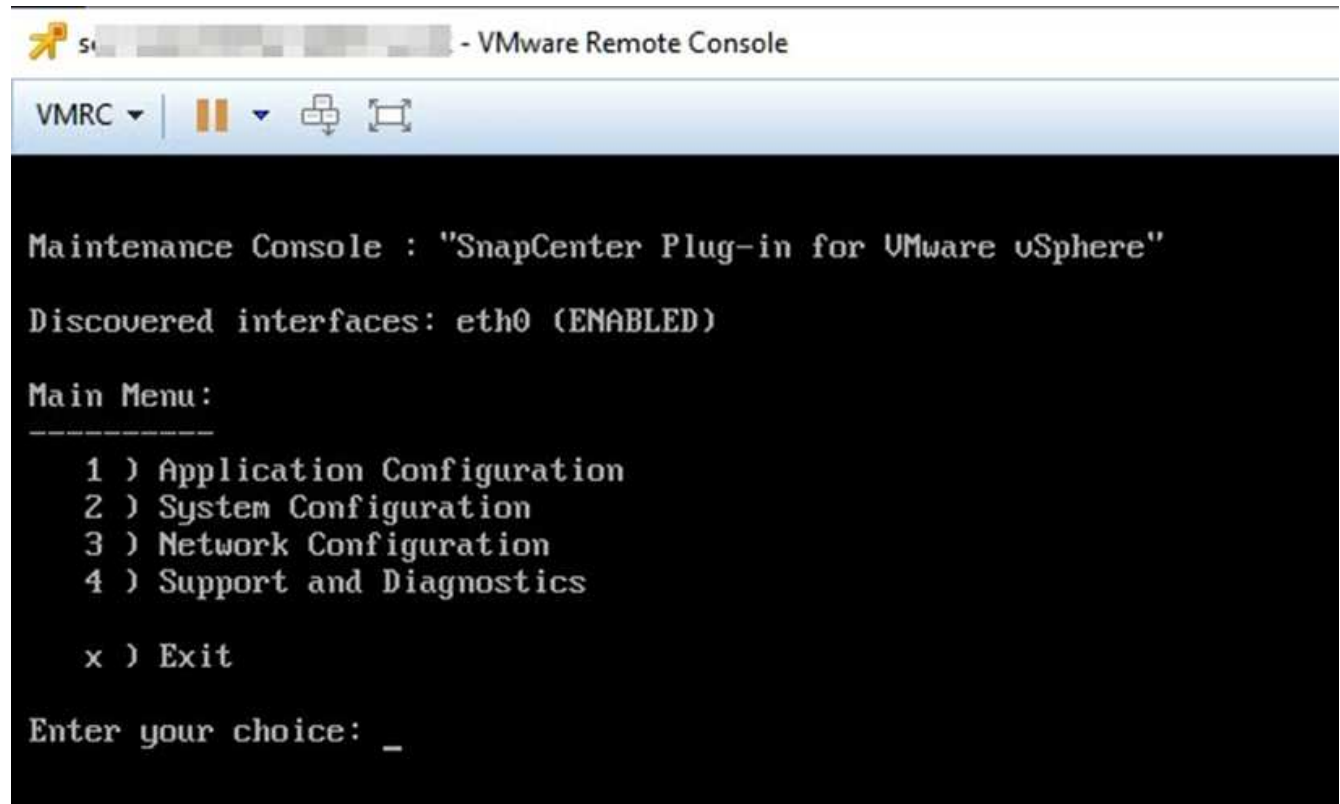 - VMware Remote Console
VMRC
Maintenance Console : "SnapCenter Plug-in for VMware vSphere"
Discovered interfaces: eth0 (ENABLED)
Main Menu:
----------
1 ) Application Configuration
2 ) System Configuration
3 ) Network Configuration
4 ) Support and Diagnostics
x ) Exit
Enter your choice: _